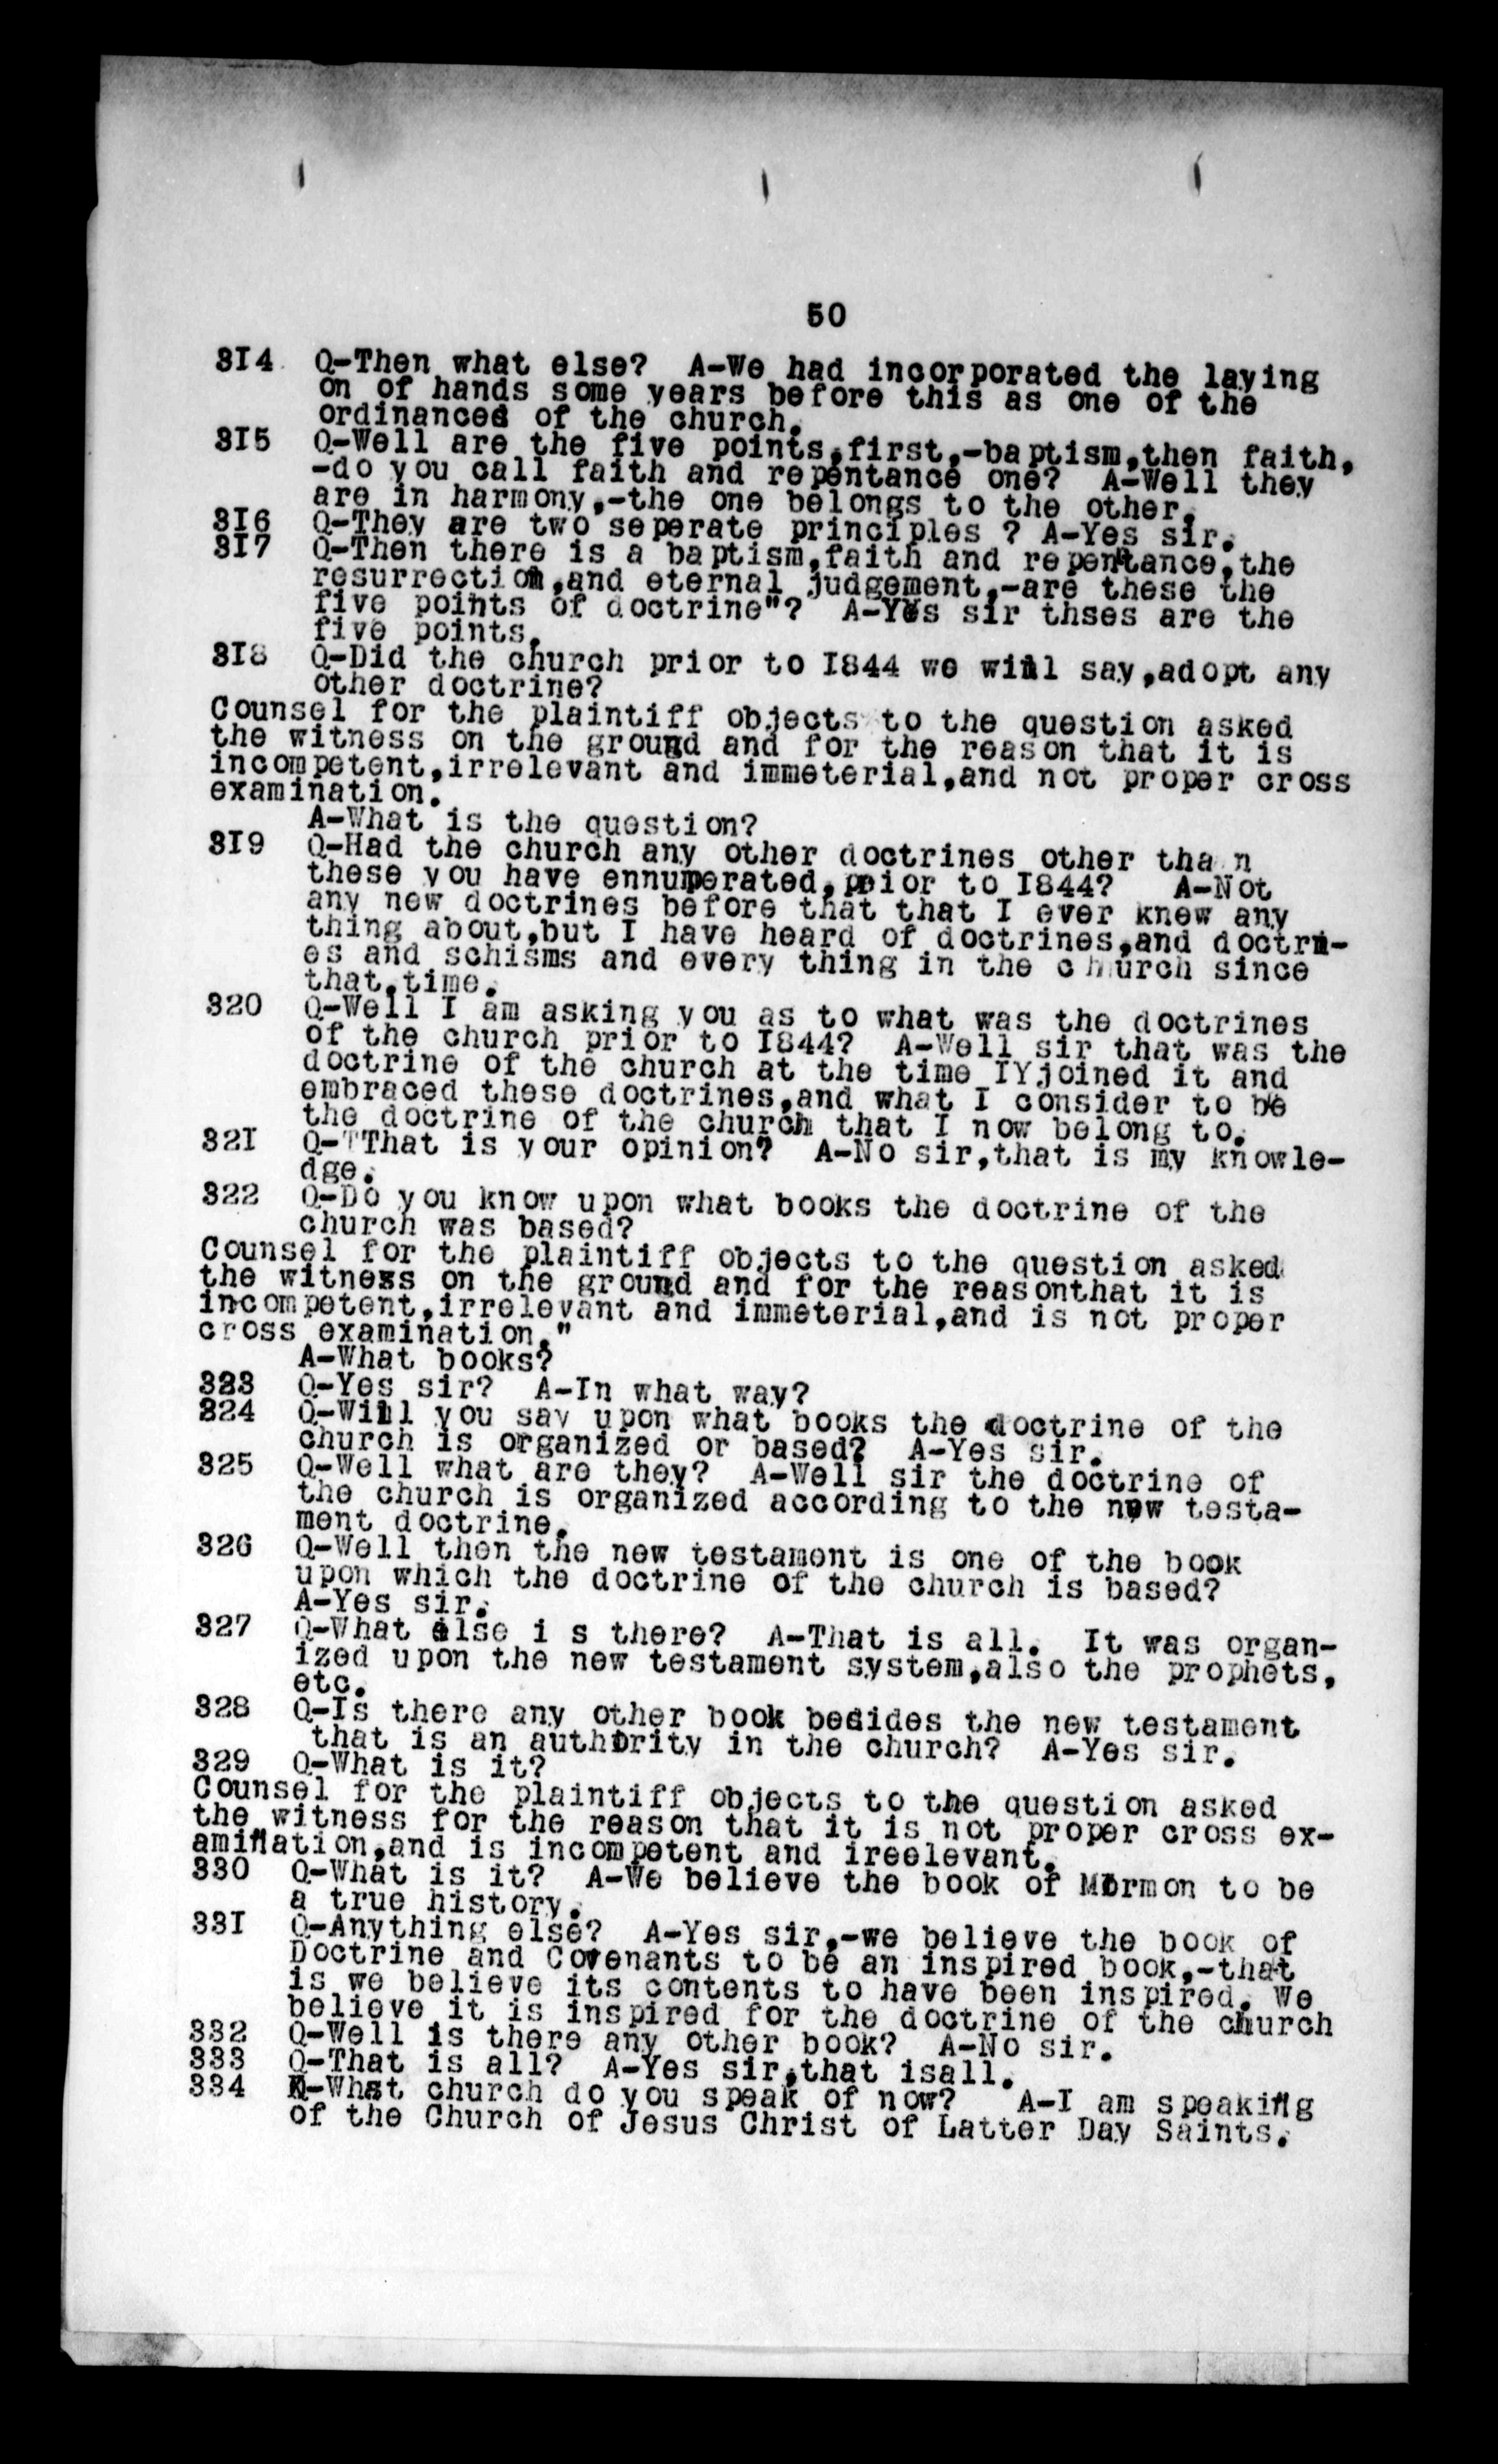 50
314 Q-Then what else? A-We had incorporated the laying
on of hands some years before this as one of the
ordinances of the church.
315 Q-Well are the five points,first,-baptism,then faith,
-do you call faith and repentance one? A-Well they
are in harmony,-the one belongs to the other.
316 Q-They are two seperate principles ? A-Yes sir.
317 Q-Then there is a baptism,faith and repentance,the
resurrection,and eternal judgement,-are these the
five points of doctrine"? A-Yes sir thses are the
five points.
318 Q-Did the church prior to I844 we will say,adopt any
other doctrine?
Counsel for the plaintiff objects to the question asked
the witness on the ground and for the reason that it is
incompetent,irrelevant and immeterial,and not proper cross
examination.
A-What is the question?
319 Q-Had the church any other doctrines other tha n
these you have ennumerated,prior to I844? A-Not
any new doctrines before that that I ever knew any
thing about,but I have heard of doctrines,and doctri-
es and schisms and every thing in the church since
that.time.
320 Q-Well I am asking you as to what was the doctrines
of the church prior to I844? A-Well sir that was the
doctrine of the church at the time IYjoined it and
embraced these doctrines,and what I consider to be
the doctrine of the church that I now belong to.
321 Q-TThat is your opinion? A-No sir,that is my knowle-
dge.
322 Q-Do you know upon what books the doctrine of the
church was based?
Counsel for the plaintiff objects to the question asked
the witness on the ground and for the reasonthat it is
incompetent,irrelevant and immeterial,and is not proper
cross examination."
A-What books?
323 Q-Yes sir? A-In what way?
324 Q-Will you say upon what books the doctrine of the
church is organized or based? A-Yes sir.
325 Q-Well what are they? A-Well sir the doctrine of
the church is organized according to the new testa-
ment doctrine.
326 Q-Well then the new testament is one of the book
upon which the doctrine of the church is based?
A-Yes sir.
327 Q-What else i s there? A-That is all. It was organ-
ized upon the new testament system,also the prophets,
etc.
328 Q-Is there any other book besides the new testament
that is an authority in the church? A-Yes sir.
329 Q-What is it?
Counsel for the plaintiff objects to the question asked
the witness for the reason that it is not proper cross ex-
amination,and is incompetent and ireelevant.
330 Q-What is it? A-We believe the book of Mormon to be
a true history.
331 Q-Anything else? A-Yes sir,-we believe the book of
Doctrine and Covenants to be an inspired book,-that
is we believe its contents to have been inspired. We
believe it is inspired for the doctrine of the church
332 Q-Well is there any other book? A-No sir.
333 Q-That is all? A-Yes sir,that isall.
334 Q-What church do you speak of now? A-I am speaking
of the Church of Jesus Christ of Latter Day Saints.